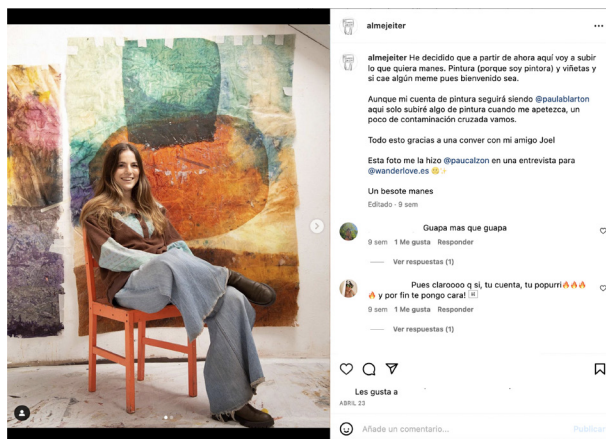 almejeiter
almejeiter He decidido que a partir de ahora aquí voy a subir
lo que quiera manes. Pintura (porque soy pintora) y viñetas y
si cae algún meme pues bienvenido sea.
Aunque mi cuenta de pintura seguirá siendo @paulablarton
aqui solo subiré algo de pintura cuando me apetezca, un
poco de contaminación cruzada vamos.
Todo esto gracias a una conver con mi amigo Joel
Esta foto me la hizo @paucalzon en una entrevista para
@wanderlove.es
Un besote manes
Editado · 9 sem
Guapa mas que guapa
9 sem 1 Me gusta Responder
Ver respuestas (1)
Pues claroooo q si, tu cuenta, tu popurri🔥🔥🔥
🔥 y por fin te pongo cara!
9 sem 1 Me gusta Responder
Ver respuestas (1)
Les gusta a
ABRIL 23
Añade un comentario...
Publicar